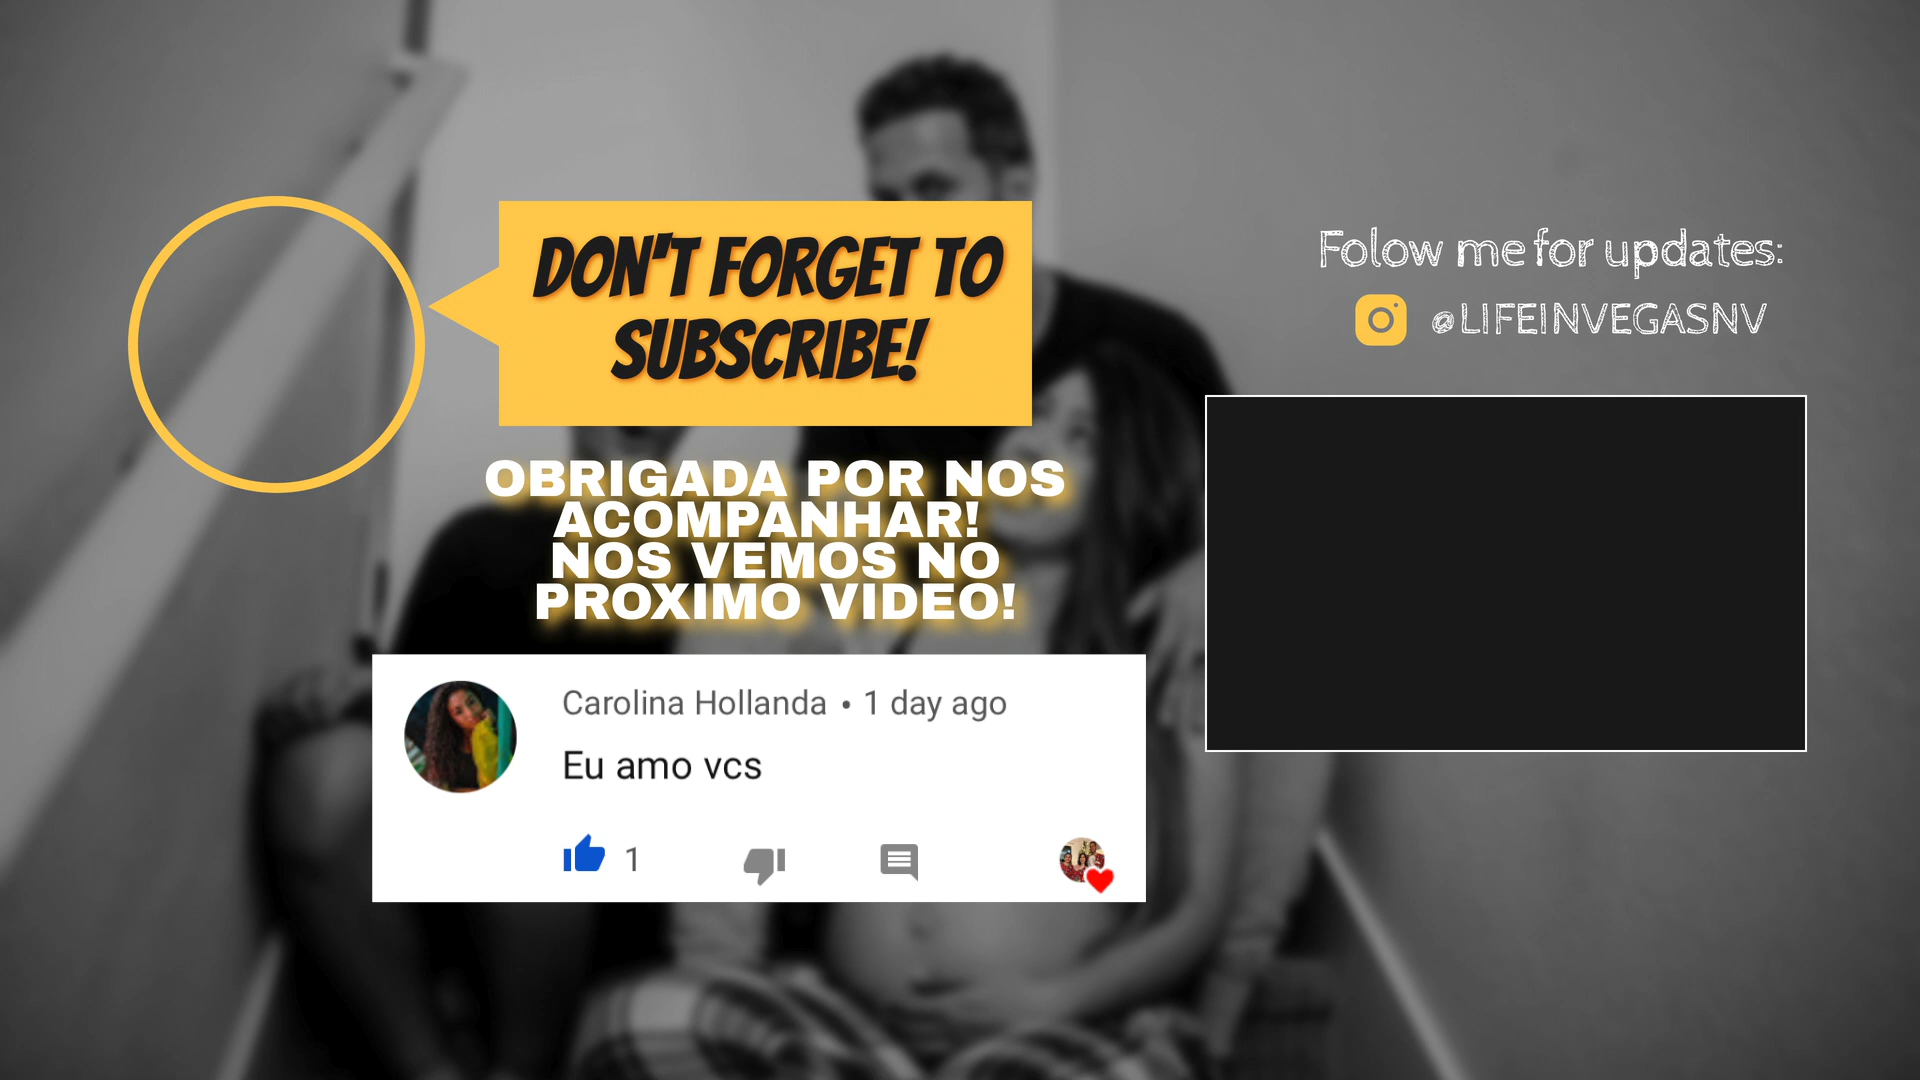 DON'T FORGET TO
SUBSCRIBE!
Folow me for updates:
@LIFEINVEGASNV
OBRIGADA POR NOS
ACOMPANHAR!
NOS VEMOS NO
PROXIMO VIDEO!
Carolina Hollanda • 1 day ago
Eu amo vcs
1